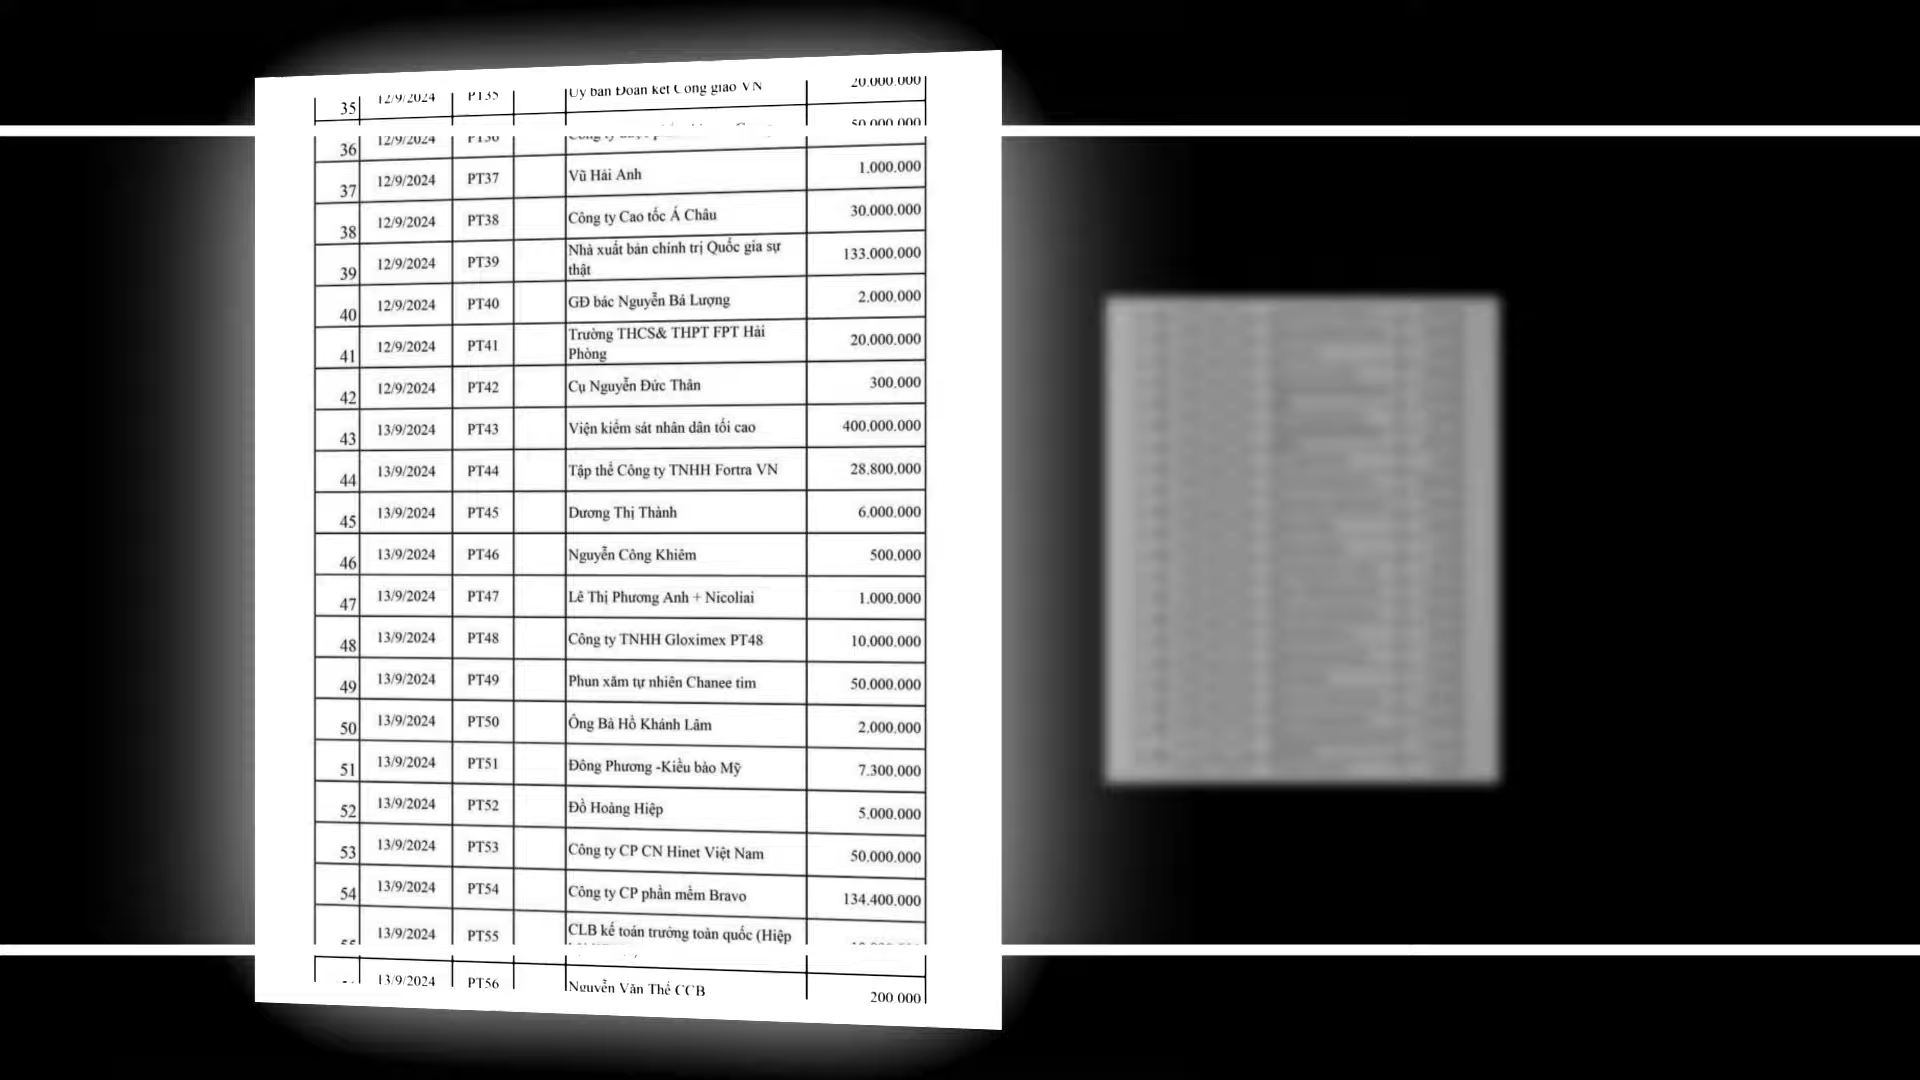 35 12/9/2024 PT35 Ủy ban Đoàn kết Công giáo VN 20.000.000
50.000.000
36 12/9/2024 PT36 Công ty
37 12/9/2024 PT37 Vũ Hải Anh 1.000.000
38 12/9/2024 PT38 Công ty Cao tốc Á Châu 30.000.000
39 12/9/2024 PT39 Nhà xuất bản chính trị Quốc gia sự 133.000.000
thật
40 12/9/2024 PT40 GĐ bác Nguyễn Bá Lượng 2.000.000
41 12/9/2024 PT41 Trường THCS& THPT FPT Hải 20.000.000
Phòng
42 12/9/2024 PT42 Cụ Nguyễn Đức Thân 300.000
43 13/9/2024 PT43 Viện kiểm sát nhân dân tối cao 400.000.000
44 13/9/2024 PT44 Tập thể Công ty TNHH Fortra VN 28.800.000
45 13/9/2024 PT45 Dương Thị Thành 6.000.000
46 13/9/2024 PT46 Nguyễn Công Khiêm 500.000
47 13/9/2024 PT47 Lê Thị Phương Anh + Nicoliai 1.000.000
48 13/9/2024 PT48 Công ty TNHH Gloximex PT48 10.000.000
49 13/9/2024 PT49 Phun xăm tự nhiên Chanee tim 50.000.000
50 13/9/2024 PT50 Ông Bà Hồ Khánh Lâm 2.000.000
51 13/9/2024 PT51 Đông Phương -Kiều bào Mỹ 7.300.000
52 13/9/2024 PT52 Đỗ Hoàng Hiệp 5.000.000
53 13/9/2024 PT53 Công ty CP CN Hinet Việt Nam 50.000.000
54 13/9/2024 PT54 Công ty CP phần mềm Bravo 134.400.000
13/9/2024 PT55 CLB kế toán trưởng toàn quốc (Hiệp
13/9/2024 PT56 Nguyễn Văn Thể CCB 200.000